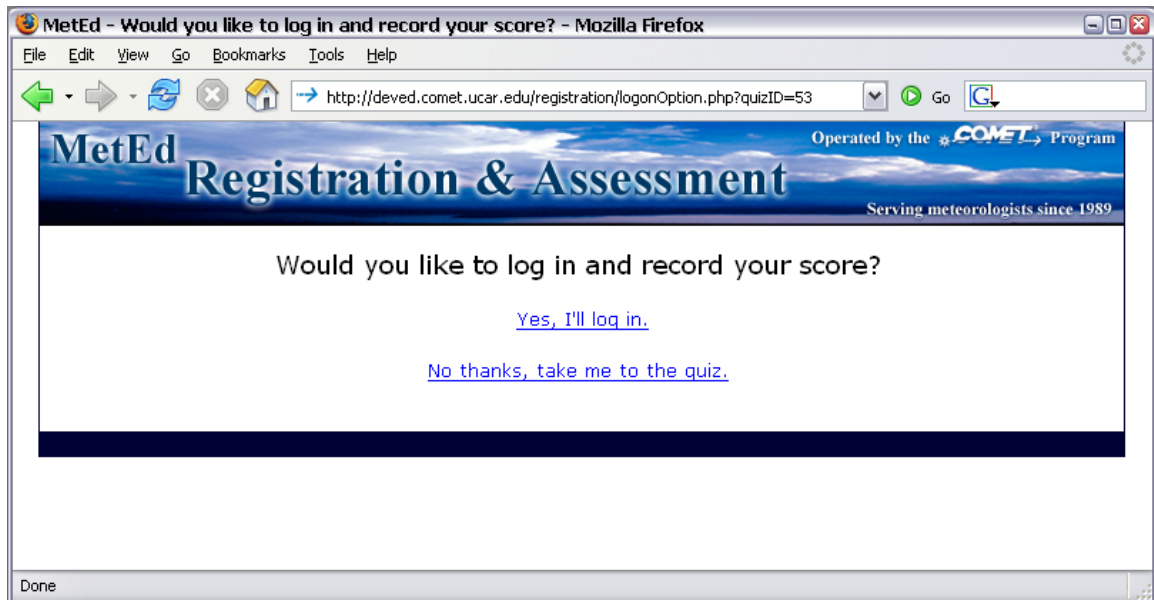 MetEd - Would you like to log in and record your score? - Mozilla Firefox
File Edit View Go Bookmarks Tools Help
http://deved.comet.ucar.edu/registration/logonOption.php?quizID=53 Go G
MetEd Registration & Assessment
Operated by the COMET Program
Serving meteorologists since 1989
Would you like to log in and record your score?
Yes, I'll log in.
No thanks, take me to the quiz.
Done